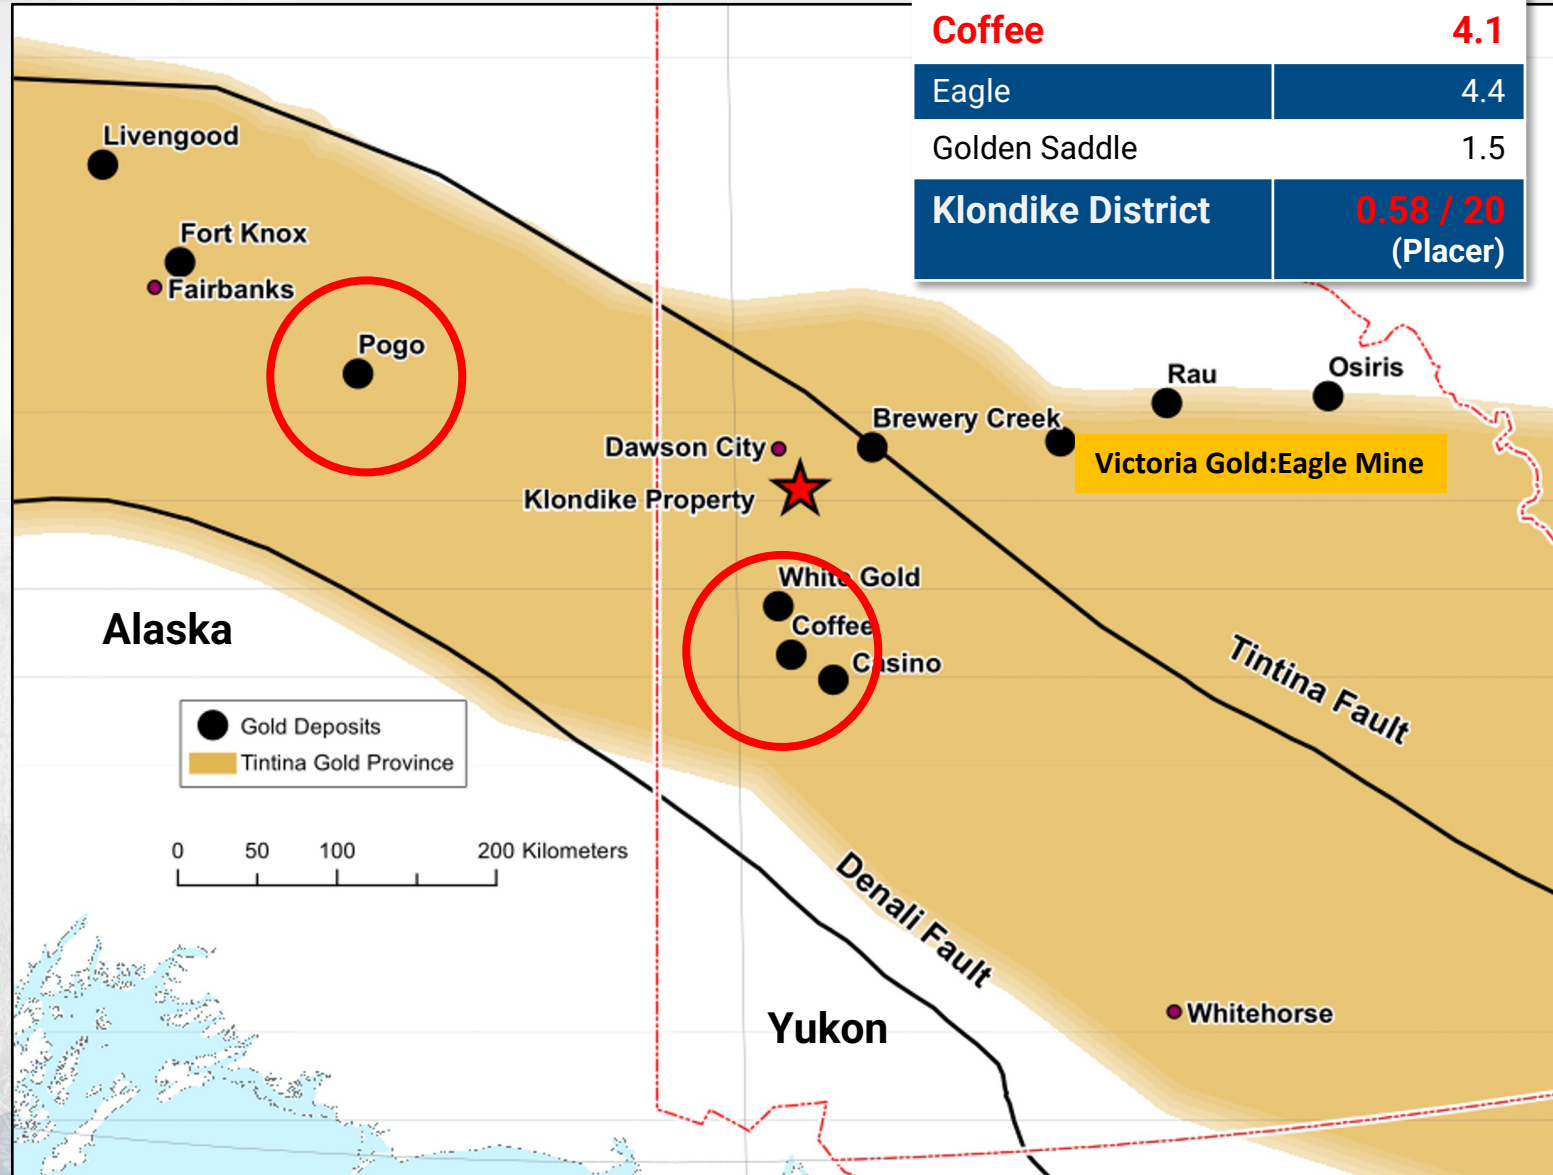 Coffee 4.1
Eagle 4.4
Golden Saddle 1.5
Klondike District 0.58 / 20
(Placer)
Livengood
Fort Knox
Fairbanks
Pogo
Rau
Osiris
Brewery Creek
Dawson City
Victoria Gold:Eagle Mine
Klondike Property
White Gold
Coffee
Casino
Alaska
Tintina Fault
Gold Deposits
Tintina Gold Province
0 50 100 200 Kilometers
Denali Fault
Whitehorse
Yukon